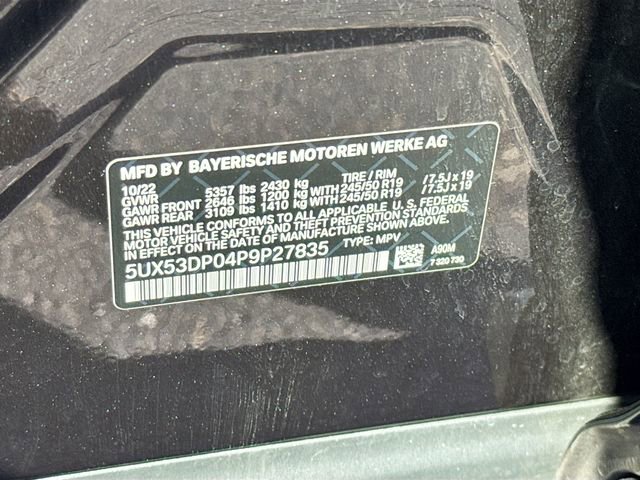 MFD BY BAYERISCHE MOTOREN WERKE AG
10/22 TIRE / RIM
GVWR 5357 lbs 2430 kg
GAWR FRONT 2646 lbs 1200 kg WITH 245/50 R19 /7.5J x 19
GAWR REAR 3109 lbs 1410 kg WITH 245/50 R19 /7.5J x 19
THIS VEHICLE CONFORMS TO ALL APPLICABLE U. S. FEDERAL
MOTOR VEHICLE SAFETY AND THEFT PREVENTION STANDARDS
IN EFFECT ON THE DATE OF MANUFACTURE SHOWN ABOVE.
5UX53DP04P9P27835 TYPE: MPV A90M
7 320 730